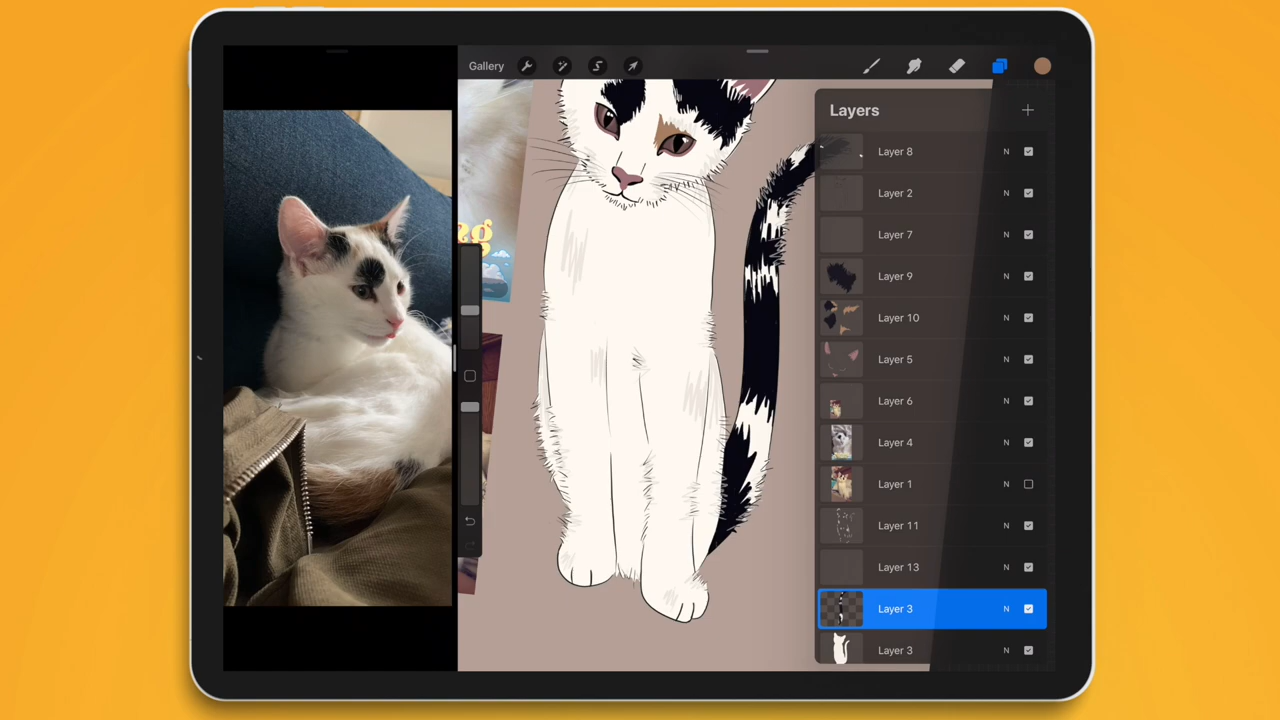 Gallery
Layers
Layer 8 N
Layer 2 N
Layer 7 N
Layer 9 N
Layer 10 N
Layer 5 N
Layer 6 N
Layer 4 N
Layer 1 N
Layer 11 N
Layer 13 N
Layer 3 N
Layer 3 N